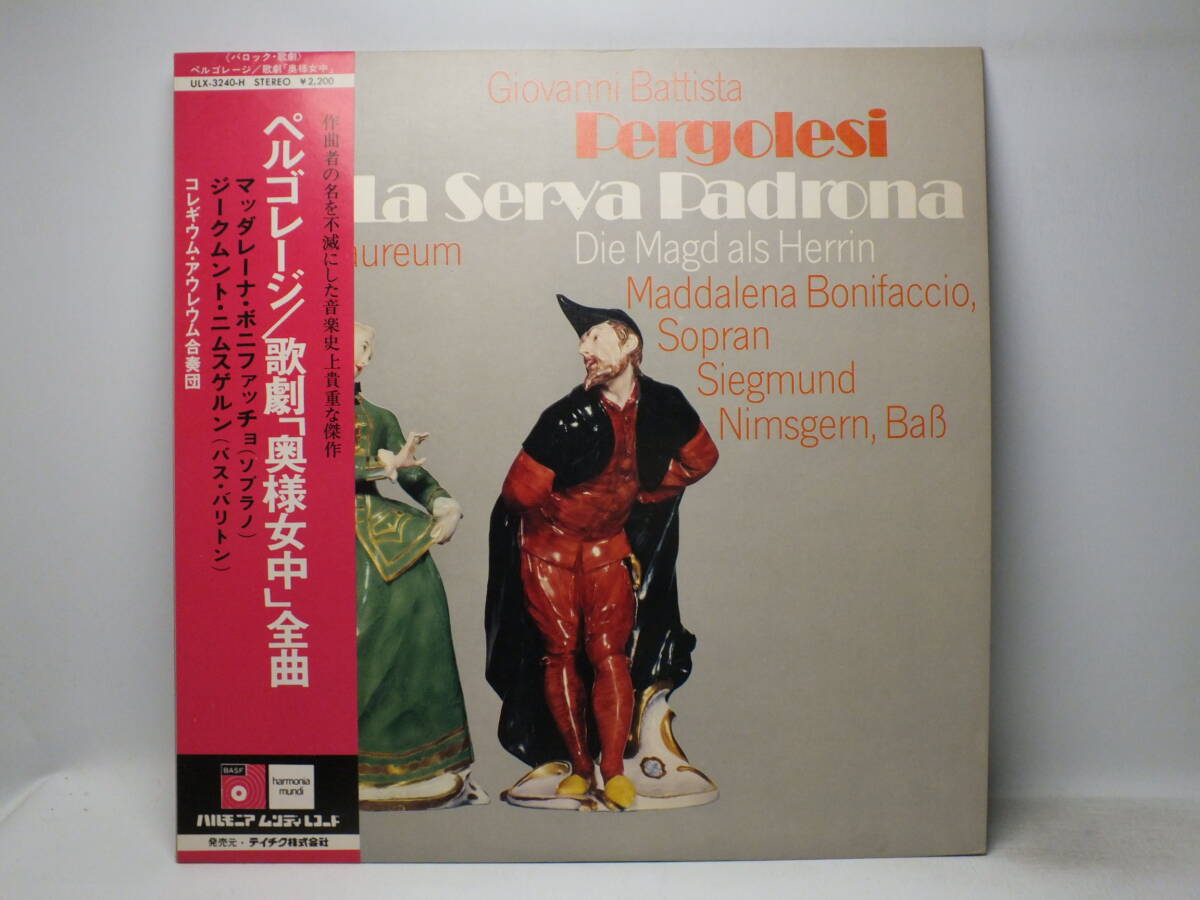 〈バロック・歌劇〉
ペルゴレージ/歌劇「奥様女中」
ULX-3240-H STEREO ¥2,200
作曲者の名を不滅にした音楽史上貴重な傑作
ペルゴレージ/歌劇「奥様女中」全曲
マッダレーナ・ボニファッチョ(ソプラノ)
ジークムント・ニムスゲルン(バス・バリトン)
コレギウム・アウレウム合奏団
BASF
harmonia
mundi
ハルモニア ムンディ レコード
発売元・テイチク株式会社
Giovanni Battista
Pergolesi
La Serva Padrona
aureum
Die Magd als Herrin
Maddalena Bonifaccio,
Sopran
Siegmund
Nimsgern, Baß